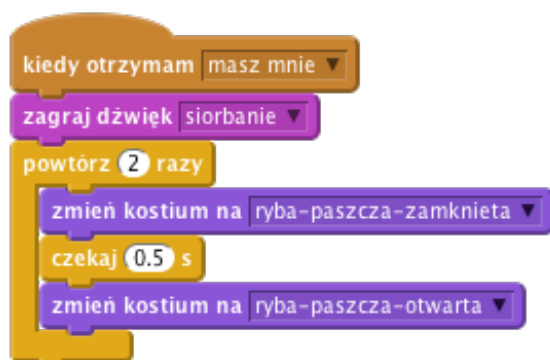 kiedy otrzymam masz mnie
zagraj dźwięk siorbanie
powtórz 2 razy
zmień kostium na ryba-paszcza-zamknieta
czekaj 0.5 s
zmień kostium na ryba-paszcza-otwarta